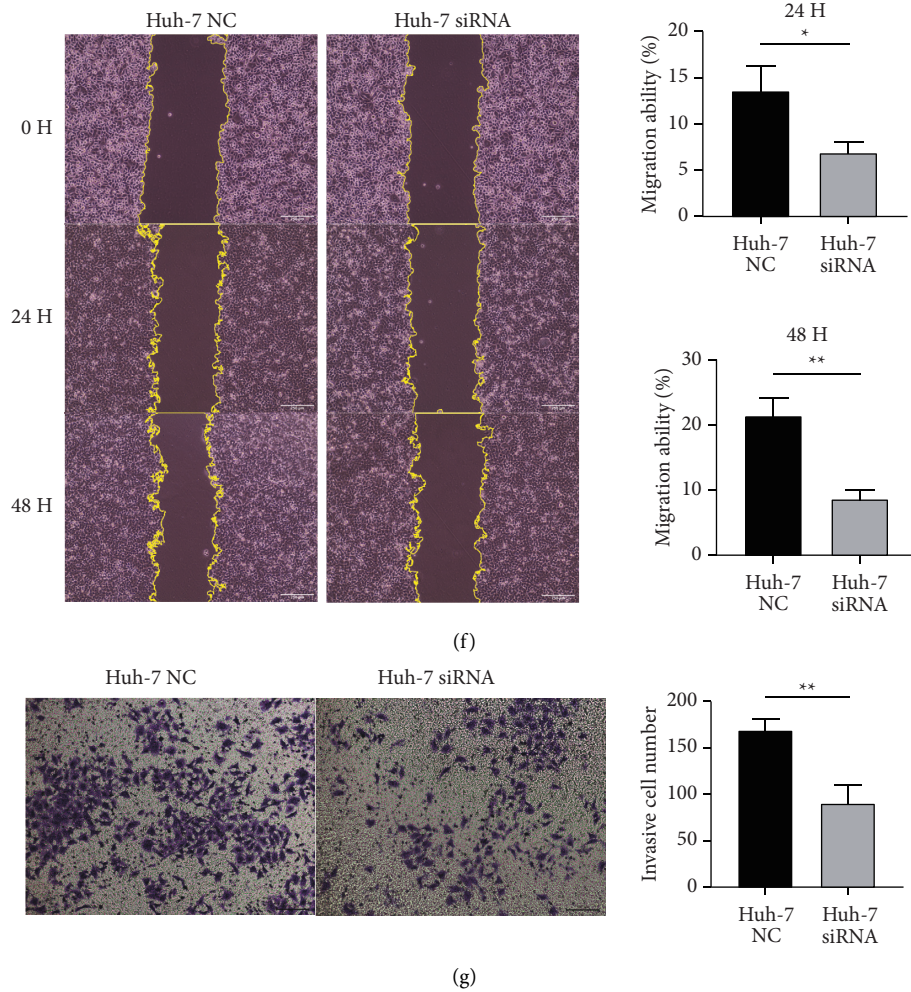 Huh-7 NC
Huh-7 siRNA
0 H
24 H
48 H
24 H
Migration ability (%)
20
15
10
5
0
*
Huh-7
NC
Huh-7
siRNA
48 H
Migration ability (%)
30
20
10
0
**
Huh-7
NC
Huh-7
siRNA
(f)
Huh-7 NC
Huh-7 siRNA
Invasive cell number
200
150
100
50
0
**
Huh-7
NC
Huh-7
siRNA
(g)